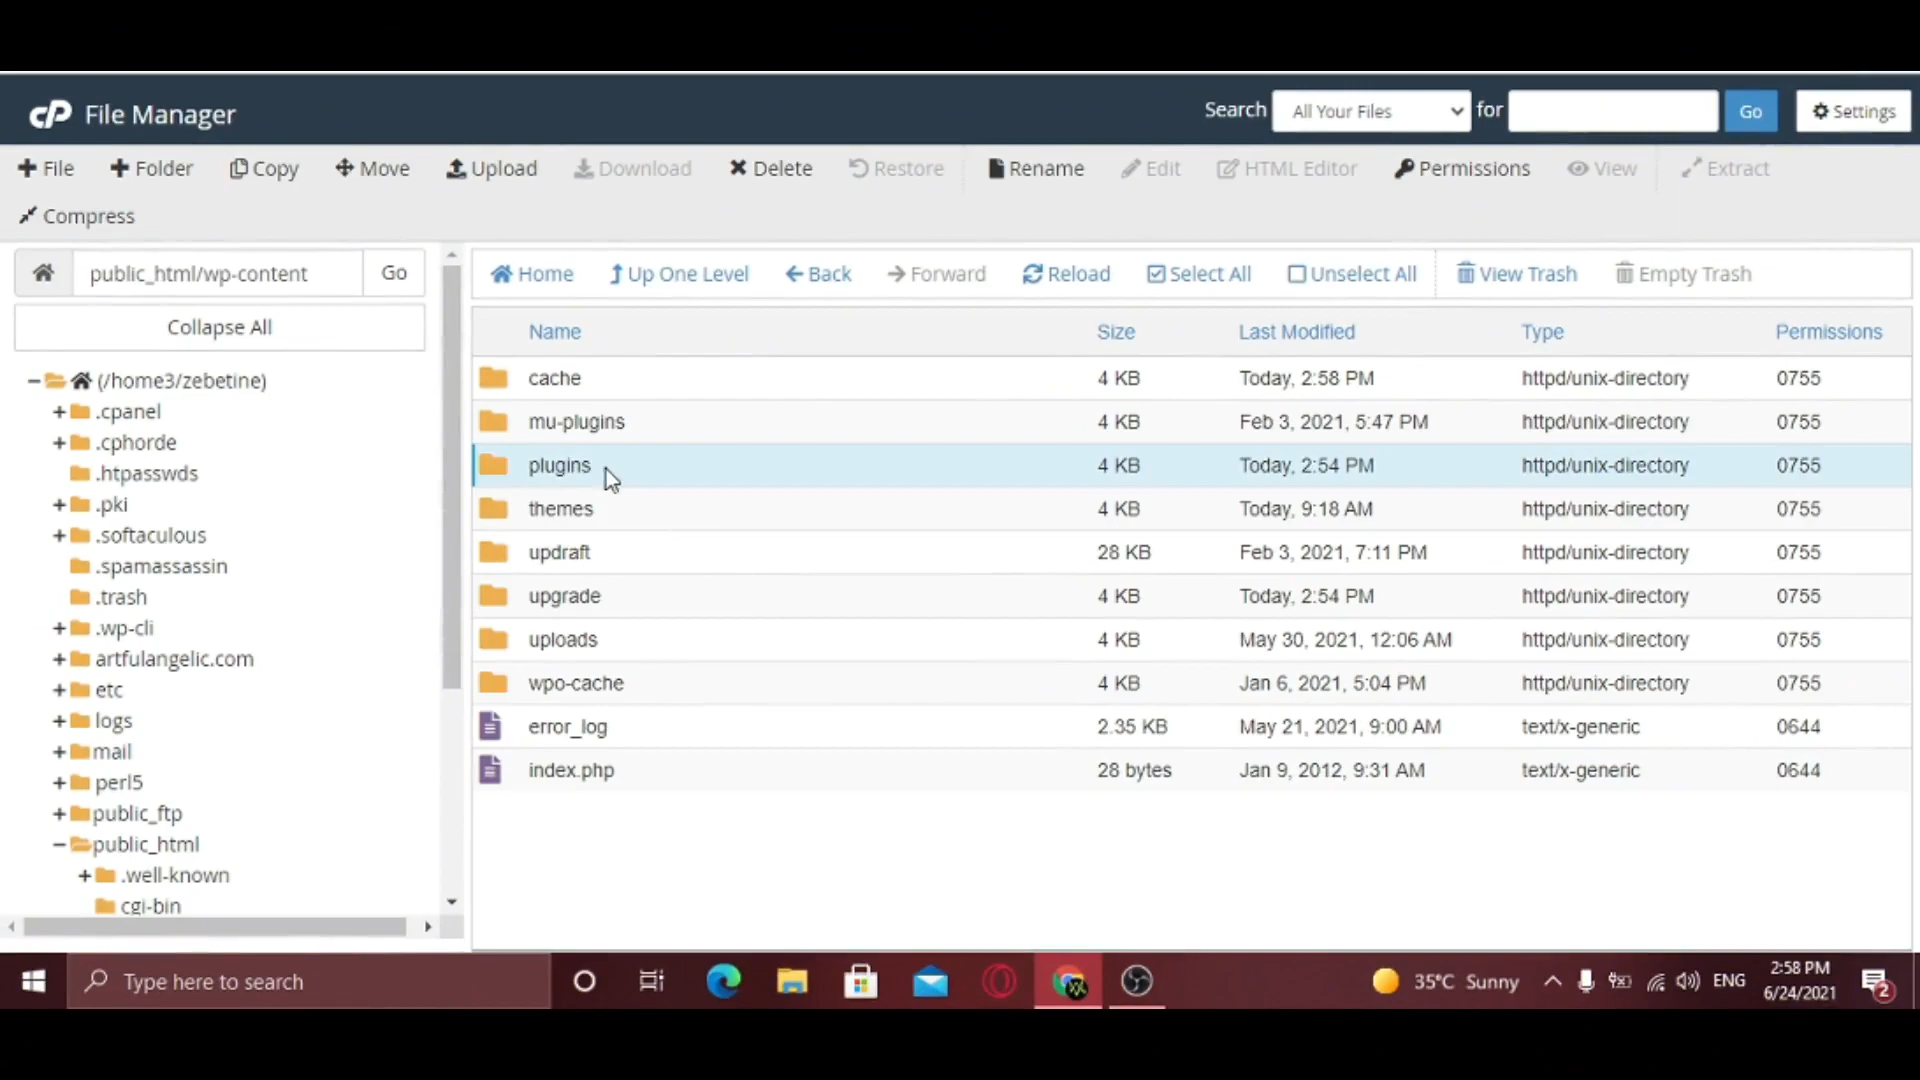 cP File Manager
Search All Your Files for Go Settings
File Folder Copy Move Upload Download Delete Restore Rename Edit HTML Editor Permissions View Extract
Compress
public_html/wp-content Go
Collapse All
(/home3/zebetine)
.cpanel
.cphorde
.htpasswds
.pki
.softaculous
.spamassassin
.trash
.wp-cli
artfulangelic.com
etc
logs
mail
perl5
public_ftp
public_html
.well-known
cgi-bin
Home Up One Level Back Forward Reload Select All Unselect All View Trash Empty Trash
Name Size Last Modified Type Permissions
cache 4 KB Today, 2:58 PM httpd/unix-directory 0755
mu-plugins 4 KB Feb 3, 2021, 5:47 PM httpd/unix-directory 0755
plugins 4 KB Today, 2:54 PM httpd/unix-directory 0755
themes 4 KB Today, 9:18 AM httpd/unix-directory 0755
updraft 28 KB Feb 3, 2021, 7:11 PM httpd/unix-directory 0755
upgrade 4 KB Today, 2:54 PM httpd/unix-directory 0755
uploads 4 KB May 30, 2021, 12:06 AM httpd/unix-directory 0755
wpo-cache 4 KB Jan 6, 2021, 5:04 PM httpd/unix-directory 0755
error_log 2.35 KB May 21, 2021, 9:00 AM text/x-generic 0644
index.php 28 bytes Jan 9, 2012, 9:31 AM text/x-generic 0644
Type here to search
35°C Sunny
ENG
2:58 PM
6/24/2021
2